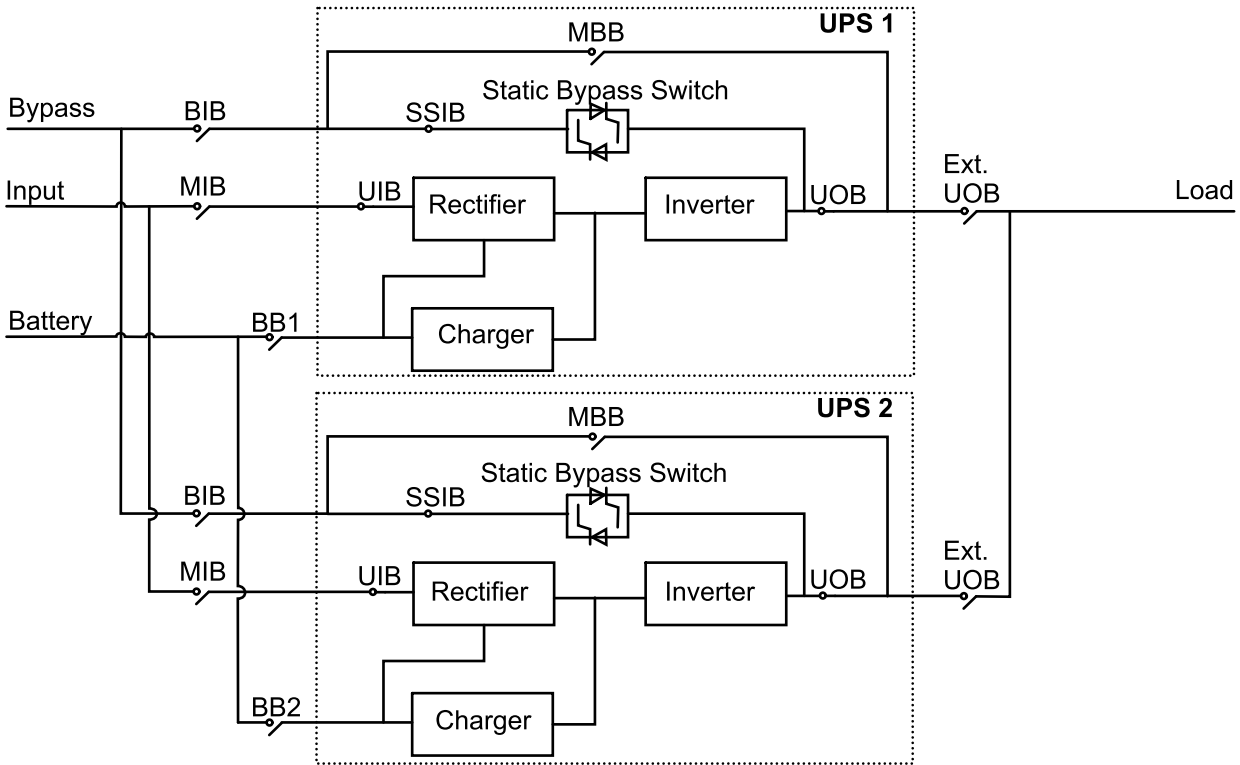 UPS 1
MBB
Static Bypass Switch
Bypass
BIB
SSIB
Input
MIB
UIB
Rectifier
Inverter
UOB
Ext.
UOB
Load
Battery
BB1
Charger
UPS 2
MBB
Static Bypass Switch
BIB
SSIB
MIB
UIB
Rectifier
Inverter
UOB
Ext.
UOB
BB2
Charger